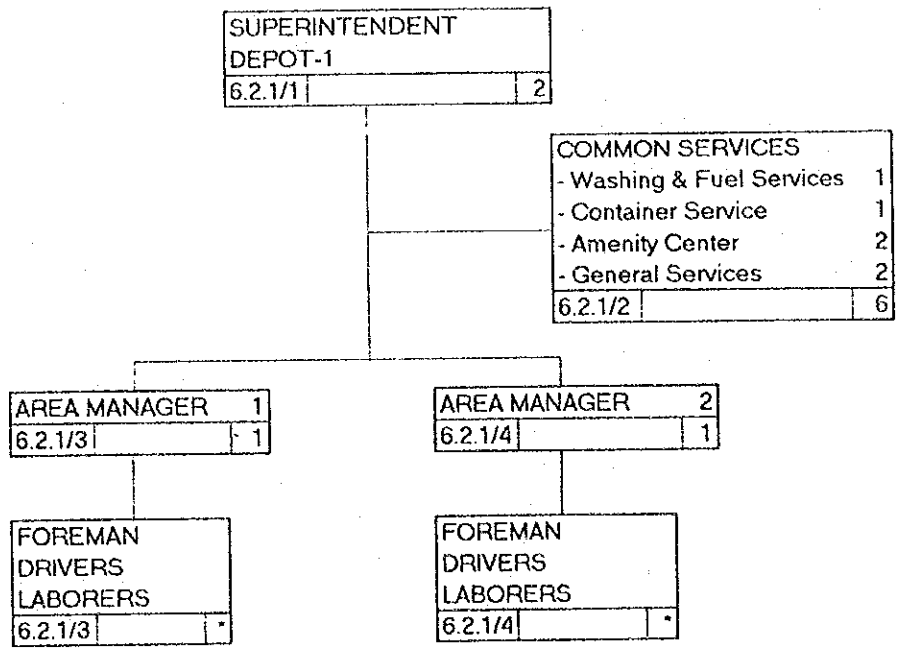 SUPERINTENDENT
DEPOT-1
6.2.1/1 2
COMMON SERVICES
- Washing & Fuel Services 1
- Container Service 1
- Amenity Center 2
- General Services 2
6.2.1/2 6
AREA MANAGER 1
6.2.1/3 1
AREA MANAGER 2
6.2.1/4 1
FOREMAN
DRIVERS
LABORERS
6.2.1/3 *
FOREMAN
DRIVERS
LABORERS
6.2.1/4 *